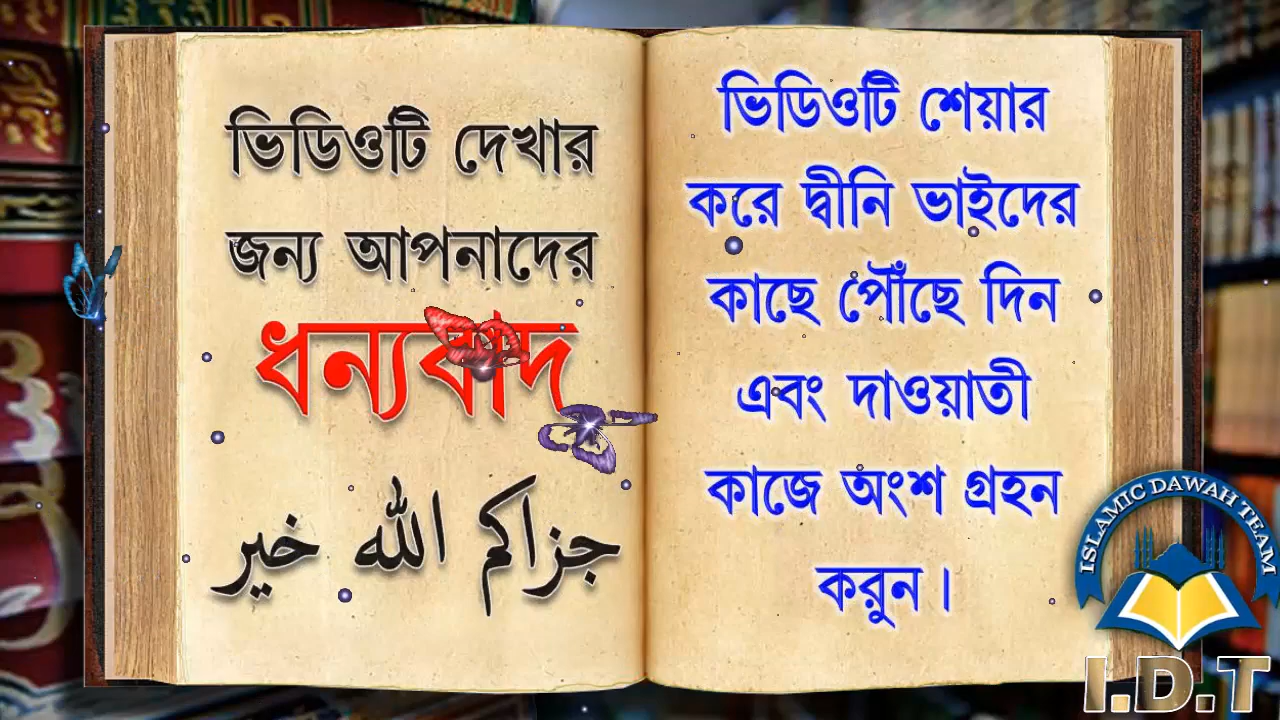 ভিডিওটি দেখার
জন্য আপনাদের
ধন্যবাদ
جزاكم الله خير
ভিডিওটি শেয়ার
করে দ্বীনি ভাইদের
কাছে পৌঁছে দিন
এবং দাওয়াতী
কাজে অংশ গ্রহন
করুন।
ISLAMIC DAWAH TEAM
I.D.T